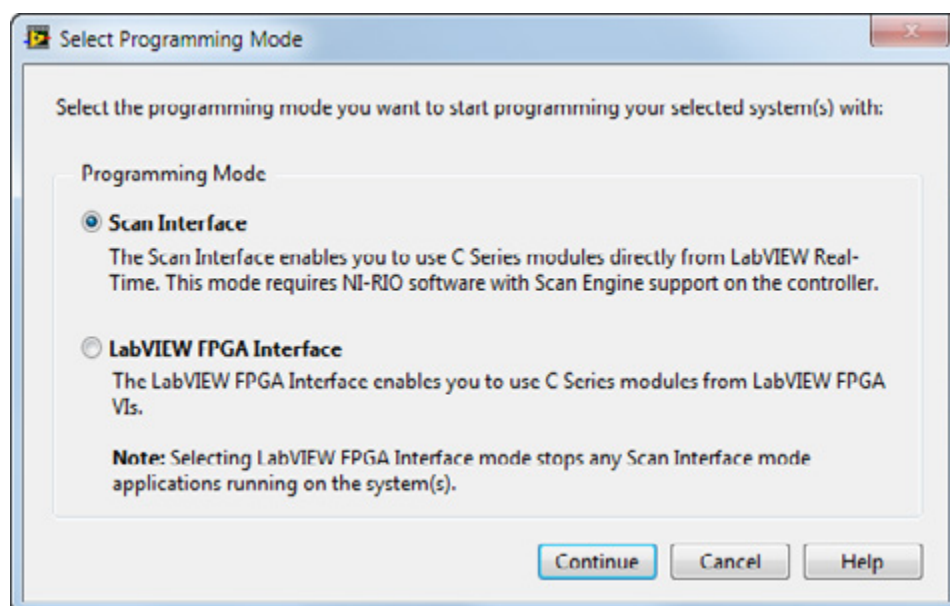 Select Programming Mode
Select the programming mode you want to start programming your selected system(s) with:
Programming Mode
Scan Interface
The Scan Interface enables you to use C Series modules directly from LabVIEW Real-
Time. This mode requires NI-RIO software with Scan Engine support on the controller.
LabVIEW FPGA Interface
The LabVIEW FPGA Interface enables you to use C Series modules from LabVIEW FPGA
VIs.
Note: Selecting LabVIEW FPGA Interface mode stops any Scan Interface mode
applications running on the system(s).
Continue Cancel Help